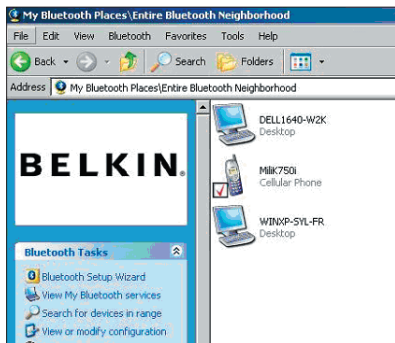 My Bluetooth Places\Entire Bluetooth Neighborhood
File Edit View Bluetooth Favorites Tools Help
Back Search Folders
Address My Bluetooth Places\Entire Bluetooth Neighborhood
BELKIN.
Bluetooth Tasks
Bluetooth Setup Wizard
View My Bluetooth services
Search for devices in range
View or modify configuration
DELL1640-W2K
Desktop
MiliK750i
Cellular Phone
WINXP-SYL-FR
Desktop